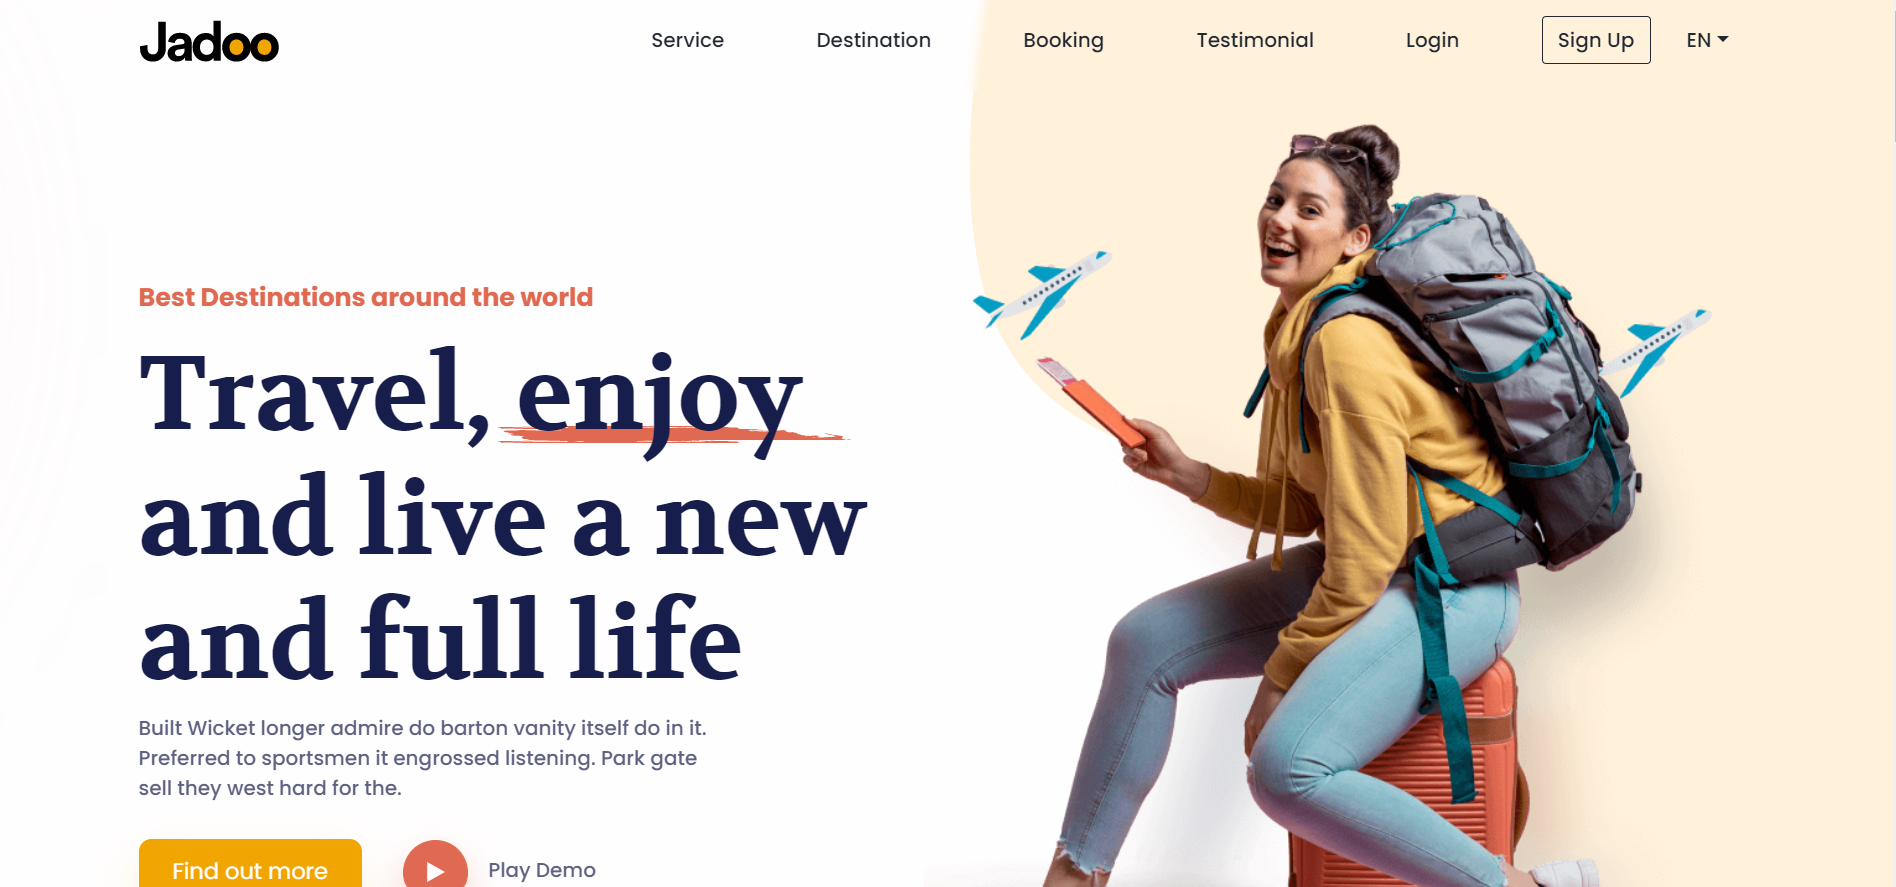 Jadoo
Service
Destination
Booking
Testimonial
Login
Sign Up
EN
Best Destinations around the world
Travel, enjoy
and live a new
and full life
Built Wicket longer admire do barton vanity itself do in it.
Preferred to sportsmen it engrossed listening. Park gate
sell they west hard for the.
Find out more
Play Demo